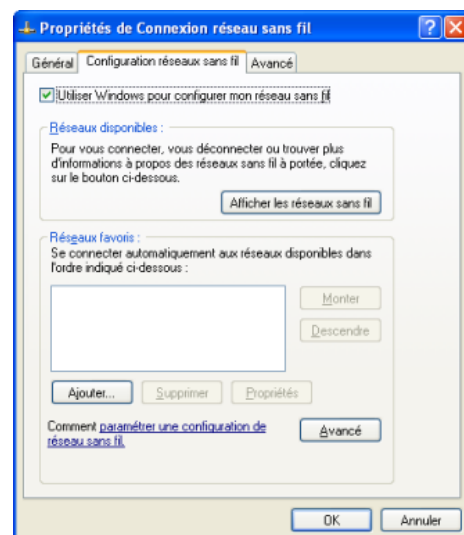 Propriétés de Connexion réseau sans fil
Général Configuration réseaux sans fil Avancé
Utiliser Windows pour configurer mon réseau sans fil
Réseaux disponibles :
Pour vous connecter, vous déconnecter ou trouver plus
d'informations à propos des réseaux sans fil à portée, cliquez
sur le bouton ci-dessous.
Afficher les réseaux sans fil
Réseaux favoris :
Se connecter automatiquement aux réseaux disponibles dans
l'ordre indiqué ci-dessous :
Monter
Descendre
Ajouter... Supprimer Propriétés
Comment paramétrer une configuration de
réseau sans fil.
Avancé
OK Annuler